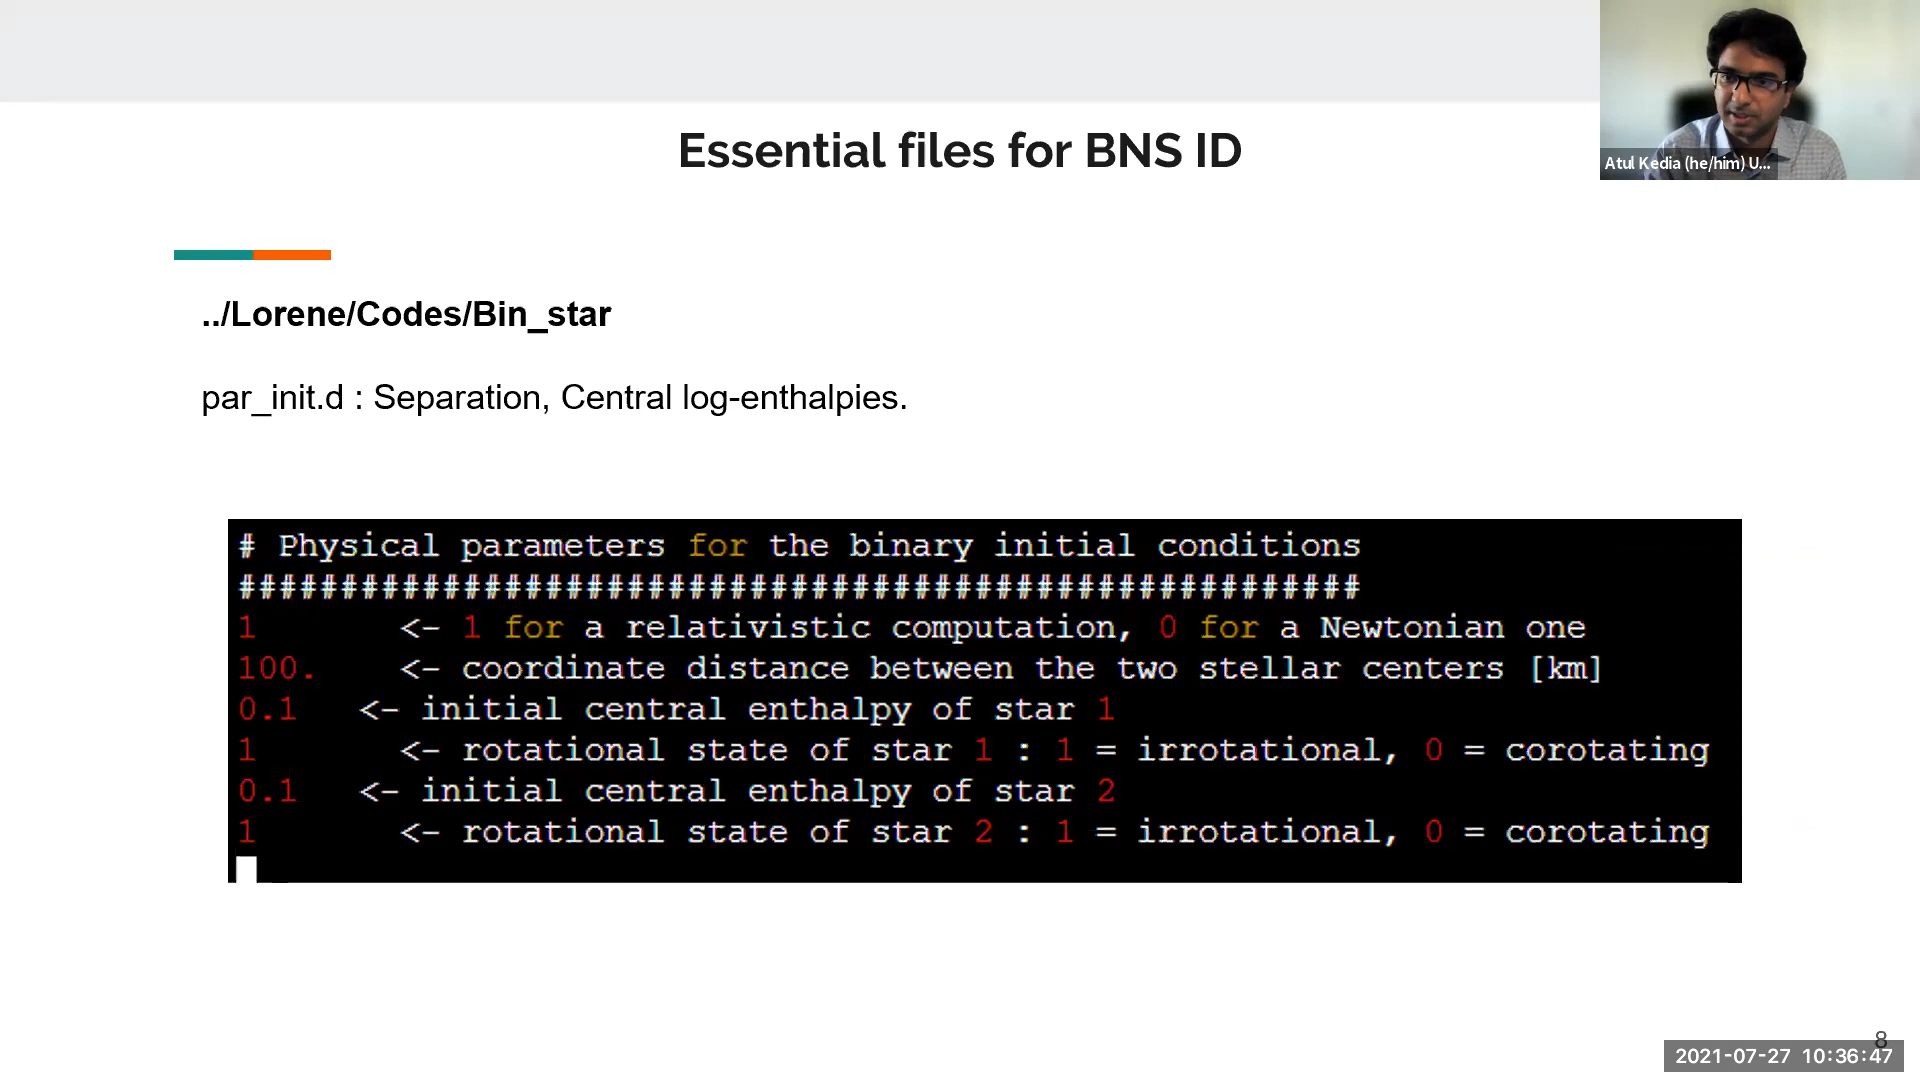 Essential files for BNS ID
Atul Kedia (he/him) U...
../Lorene/Codes/Bin_star
par_init.d : Separation, Central log-enthalpies.
# Physical parameters for the binary initial conditions
#######################################################
1 <- 1 for a relativistic computation, 0 for a Newtonian one
100. <- coordinate distance between the two stellar centers [km]
0.1 <- initial central enthalpy of star 1
1 <- rotational state of star 1 : 1 = irrotational, 0 = corotating
0.1 <- initial central enthalpy of star 2
1 <- rotational state of star 2 : 1 = irrotational, 0 = corotating
8
2021-07-27 10:36:47